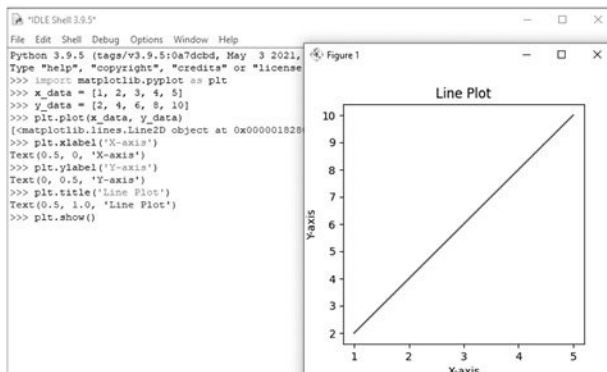 *IDLE Shell 3.9.5*
File Edit Shell Debug Options Window Help
Python 3.9.5 (tags/v3.9.5:0a7dcbd, May 3 2021,
Type "help", "copyright", "credits" or "license
>>> import matplotlib.pyplot as plt
>>> x_data = [1, 2, 3, 4, 5]
>>> y_data = [2, 4, 6, 8, 10]
>>> plt.plot(x_data, y_data)
[<matplotlib.lines.Line2D object at
>>> plt.xlabel('X-axis')
Text(0.5, 0, 'X-axis')
>>> plt.ylabel('Y-axis')
Text(0, 0.5, 'Y-axis')
>>> plt.title('Line Plot')
Text(0.5, 1.0, 'Line Plot')
>>> plt.show()
Figure 1
Line Plot
10
9
8
7
6
5
4
3
2
Y-axis
1 2 3 4 5
X-axis